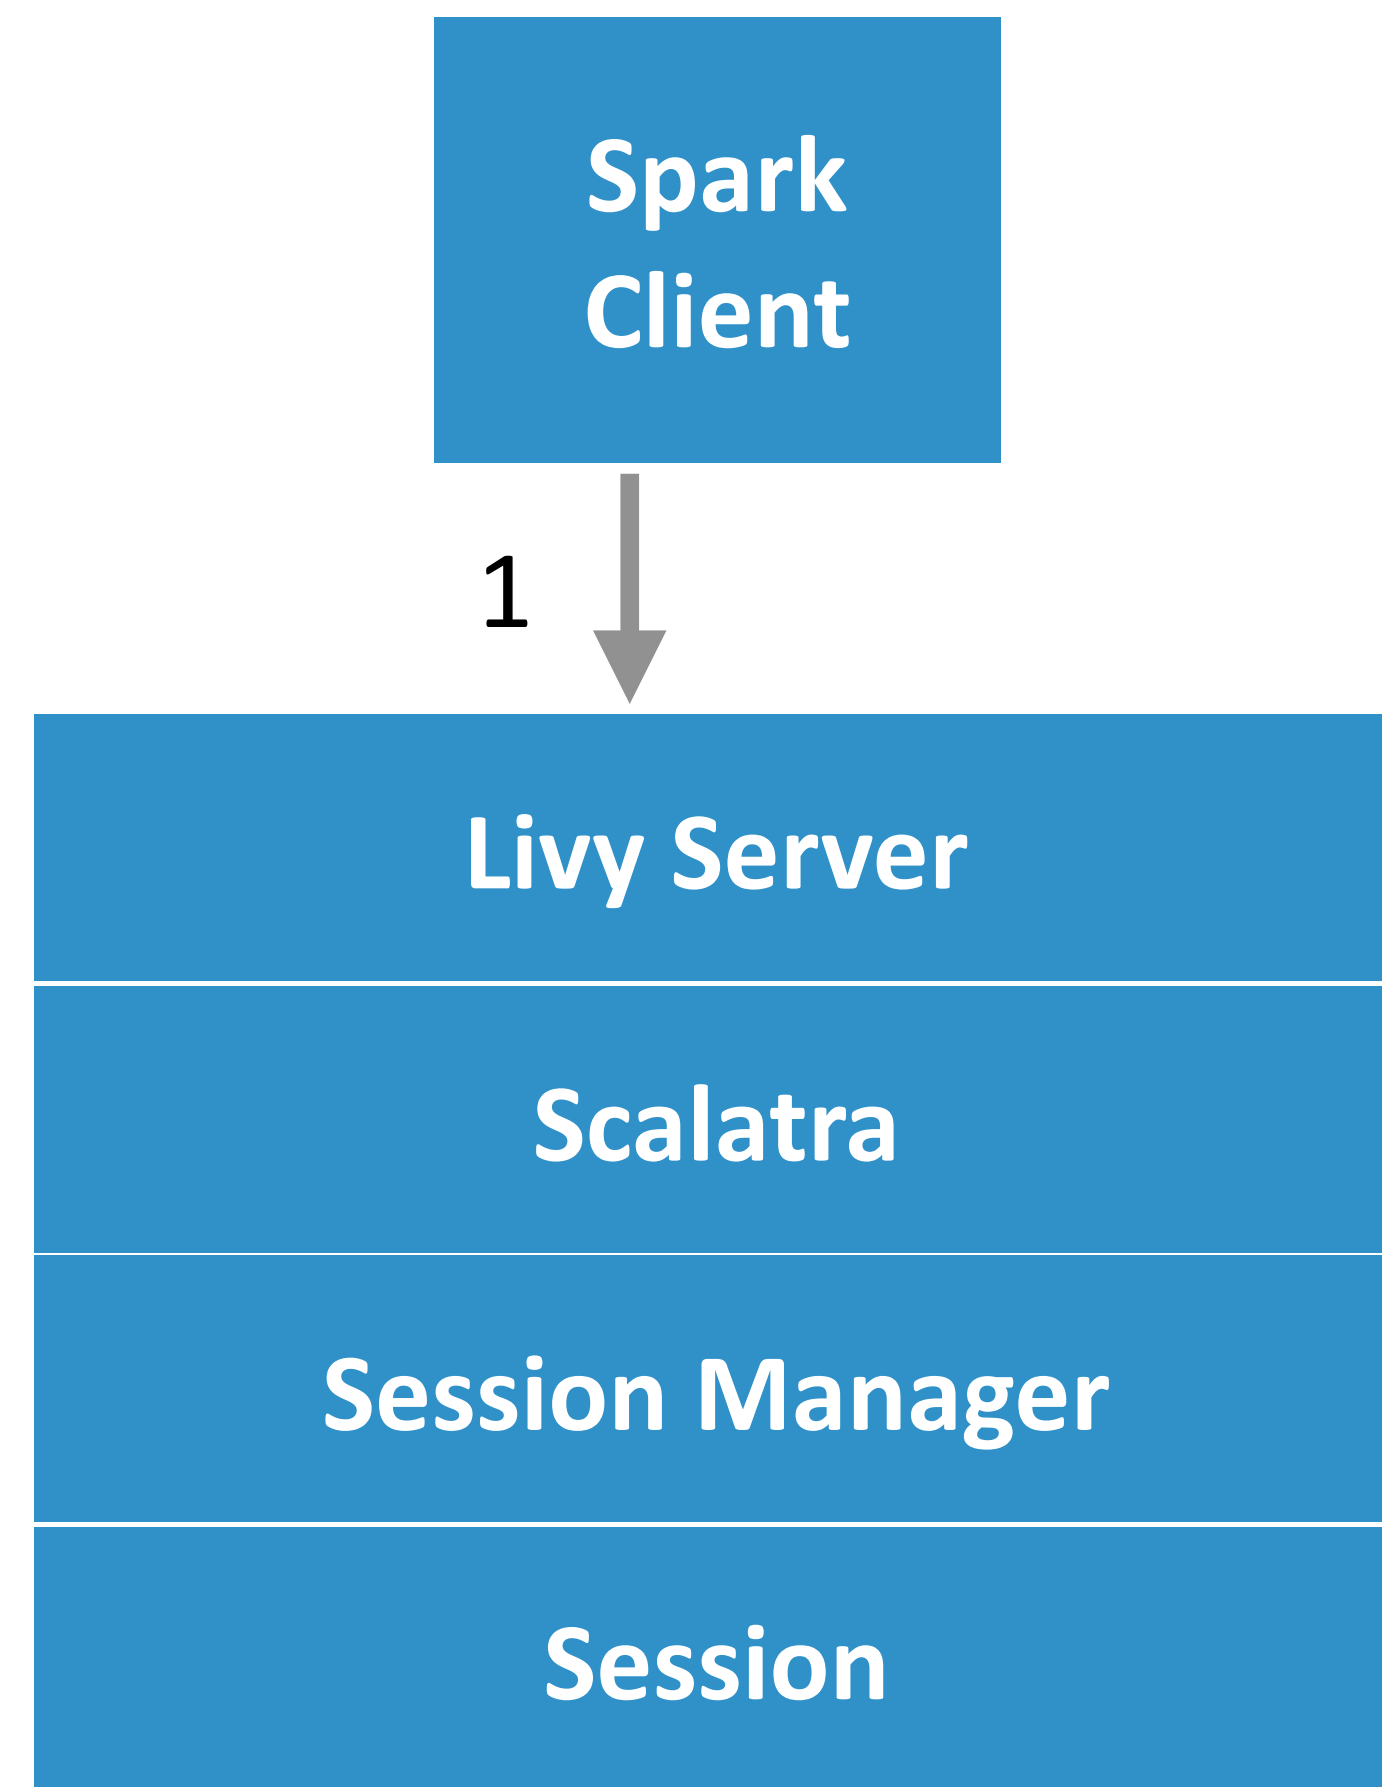 Spark
Client
1
Livy Server
Scalatra
Session Manager
Session